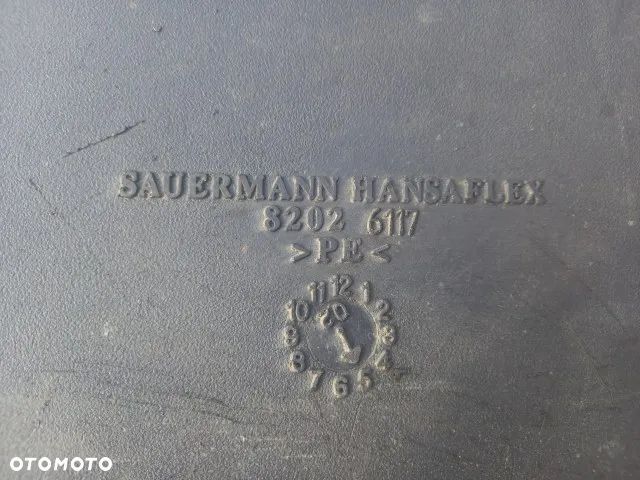 SAUERMANN HANSAFLEX
8202 6117
>PE<
11 12 1
10 20 2
9 3
8 4
7 6 5
OTOMOTO